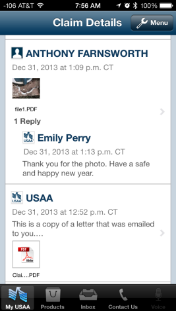 -106 AT&T 7:56 AM 100%
Claim Details
Menu
ANTHONY FARNSWORTH
Dec 31, 2013 at 1:09 p.m. CT
file1.PDF
1 Reply
Emily Perry
Dec 31, 2013 at 1:13 p.m. CT
Thank you for the photo. Have a safe
and happy new year.
USAA
Dec 31, 2013 at 12:52 p.m. CT
This is a copy of a letter that was emailed
to you....
PDF
Clai...PDF
My USAA Products Inbox Contact Us Voice